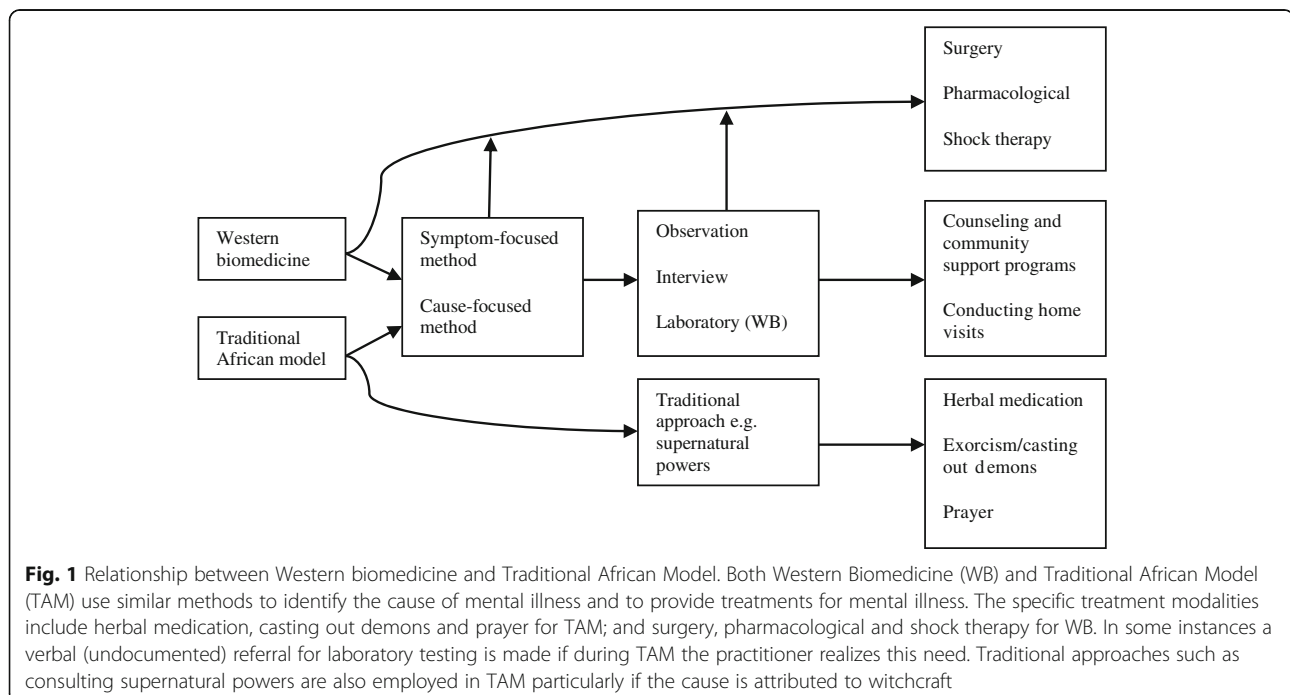 Surgery
Pharmacological
Shock therapy
Western
biomedicine
Symptom-focused
method
Cause-focused
method
Observation
Interview
Laboratory (WB)
Counseling and
community
support programs
Conducting home
visits
Traditional
African model
Traditional
approach e.g.
supernatural
powers
Herbal medication
Exorcism/casting
out demons
Prayer
Fig. 1 Relationship between Western biomedicine and Traditional African Model. Both Western Biomedicine (WB) and Traditional African Model
(TAM) use similar methods to identify the cause of mental illness and to provide treatments for mental illness. The specific treatment modalities
include herbal medication, casting out demons and prayer for TAM; and surgery, pharmacological and shock therapy for WB. In some instances a
verbal (undocumented) referral for laboratory testing is made if during TAM the practitioner realizes this need. Traditional approaches such as
consulting supernatural powers are also employed in TAM particularly if the cause is attributed to witchcraft